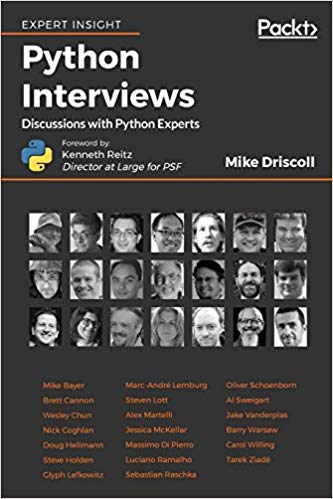 EXPERT INSIGHT
Packt>
Python
Interviews
Discussions with Python Experts
Foreword by:
Kenneth Reitz
Director at Large for PSF
Mike Driscoll
Mike Bayer
Brett Cannon
Wesley Chun
Nick Coghlan
Doug Hellmann
Steve Holden
Glyph Lefkowitz
Marc-André Lemburg
Steven Lott
Alex Martelli
Jessica McKellar
Massimo Di Pierro
Luciano Ramalho
Sebastian Raschka
Oliver Schoenborn
Al Sweigart
Jake Vanderplas
Barry Warsaw
Carol Willing
Tarek Ziadé